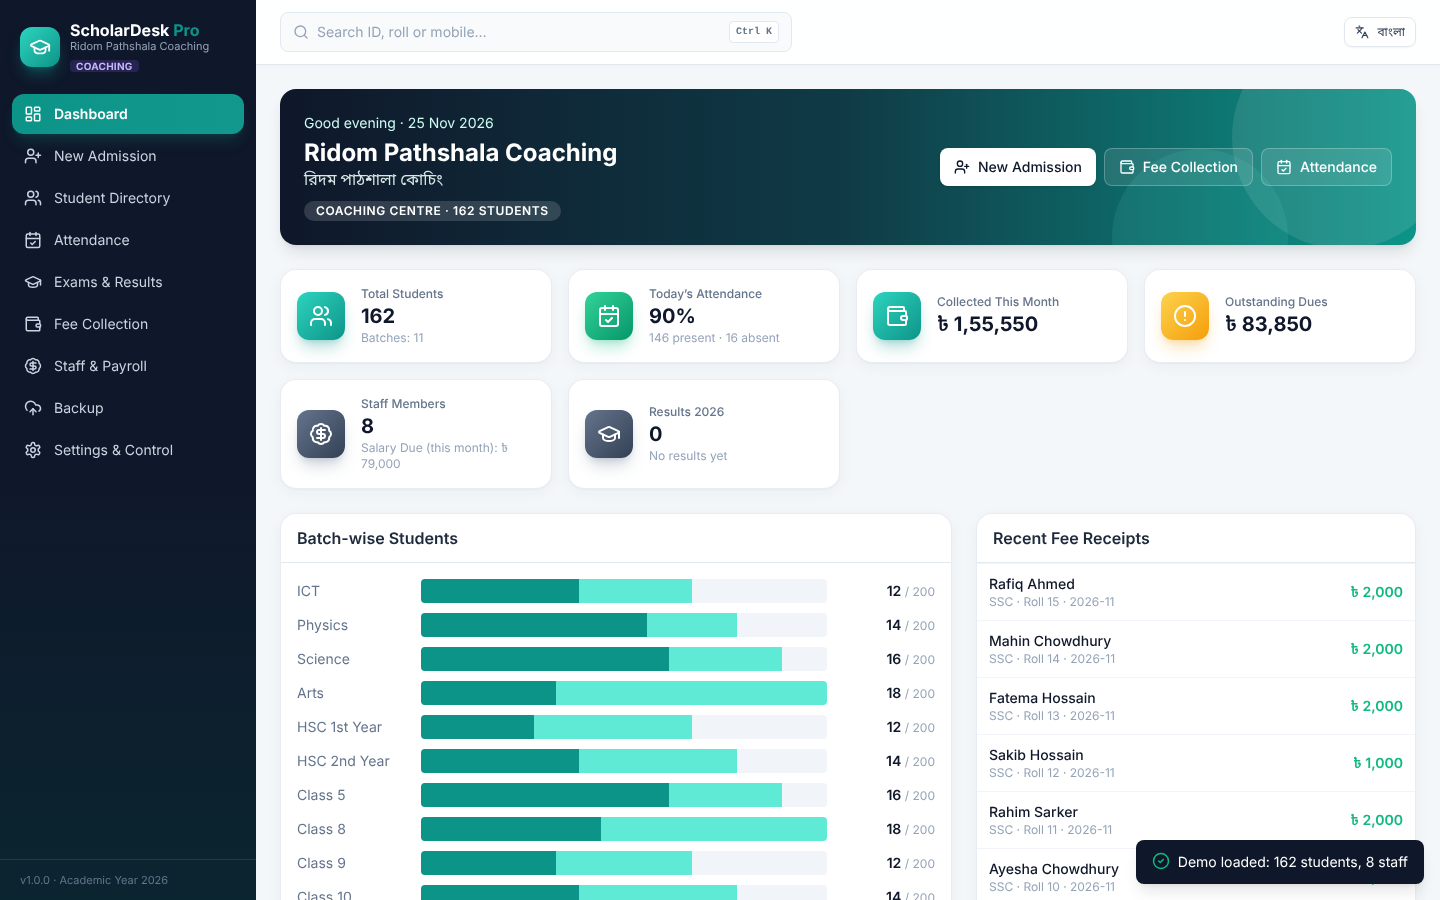 ScholarDesk Pro
Ridom Pathshala Coaching
COACHING
Dashboard
New Admission
Student Directory
Attendance
Exams & Results
Fee Collection
Staff & Payroll
Backup
Settings & Control
v1.0.0 · Academic Year 2026
Search ID, roll or mobile...
Ctrl K
বাংলা
Good evening · 25 Nov 2026
Ridom Pathshala Coaching
রিদম পাঠশালা কোচিং
COACHING CENTRE · 162 STUDENTS
New Admission
Fee Collection
Attendance
Total Students
162
Batches: 11
Today's Attendance
90%
146 present · 16 absent
Collected This Month
৳ 1,55,550
Outstanding Dues
৳ 83,850
Staff Members
8
Salary Due (this month): ৳
79,000
Results 2026
0
No results yet
Batch-wise Students
ICT 12 / 200
Physics 14 / 200
Science 16 / 200
Arts 18 / 200
HSC 1st Year 12 / 200
HSC 2nd Year 14 / 200
Class 5 16 / 200
Class 8 18 / 200
Class 9 12 / 200
Class 10 14 / 200
Recent Fee Receipts
Rafiq Ahmed ৳ 2,000
SSC · Roll 15 · 2026-11
Mahin Chowdhury ৳ 2,000
SSC · Roll 14 · 2026-11
Fatema Hossain ৳ 2,000
SSC · Roll 13 · 2026-11
Sakib Hossain ৳ 1,000
SSC · Roll 12 · 2026-11
Rahim Sarker ৳ 2,000
SSC · Roll 11 · 2026-11
Ayesha Chowdhury
SSC · Roll 10 · 2026-11
Demo loaded: 162 students, 8 staff